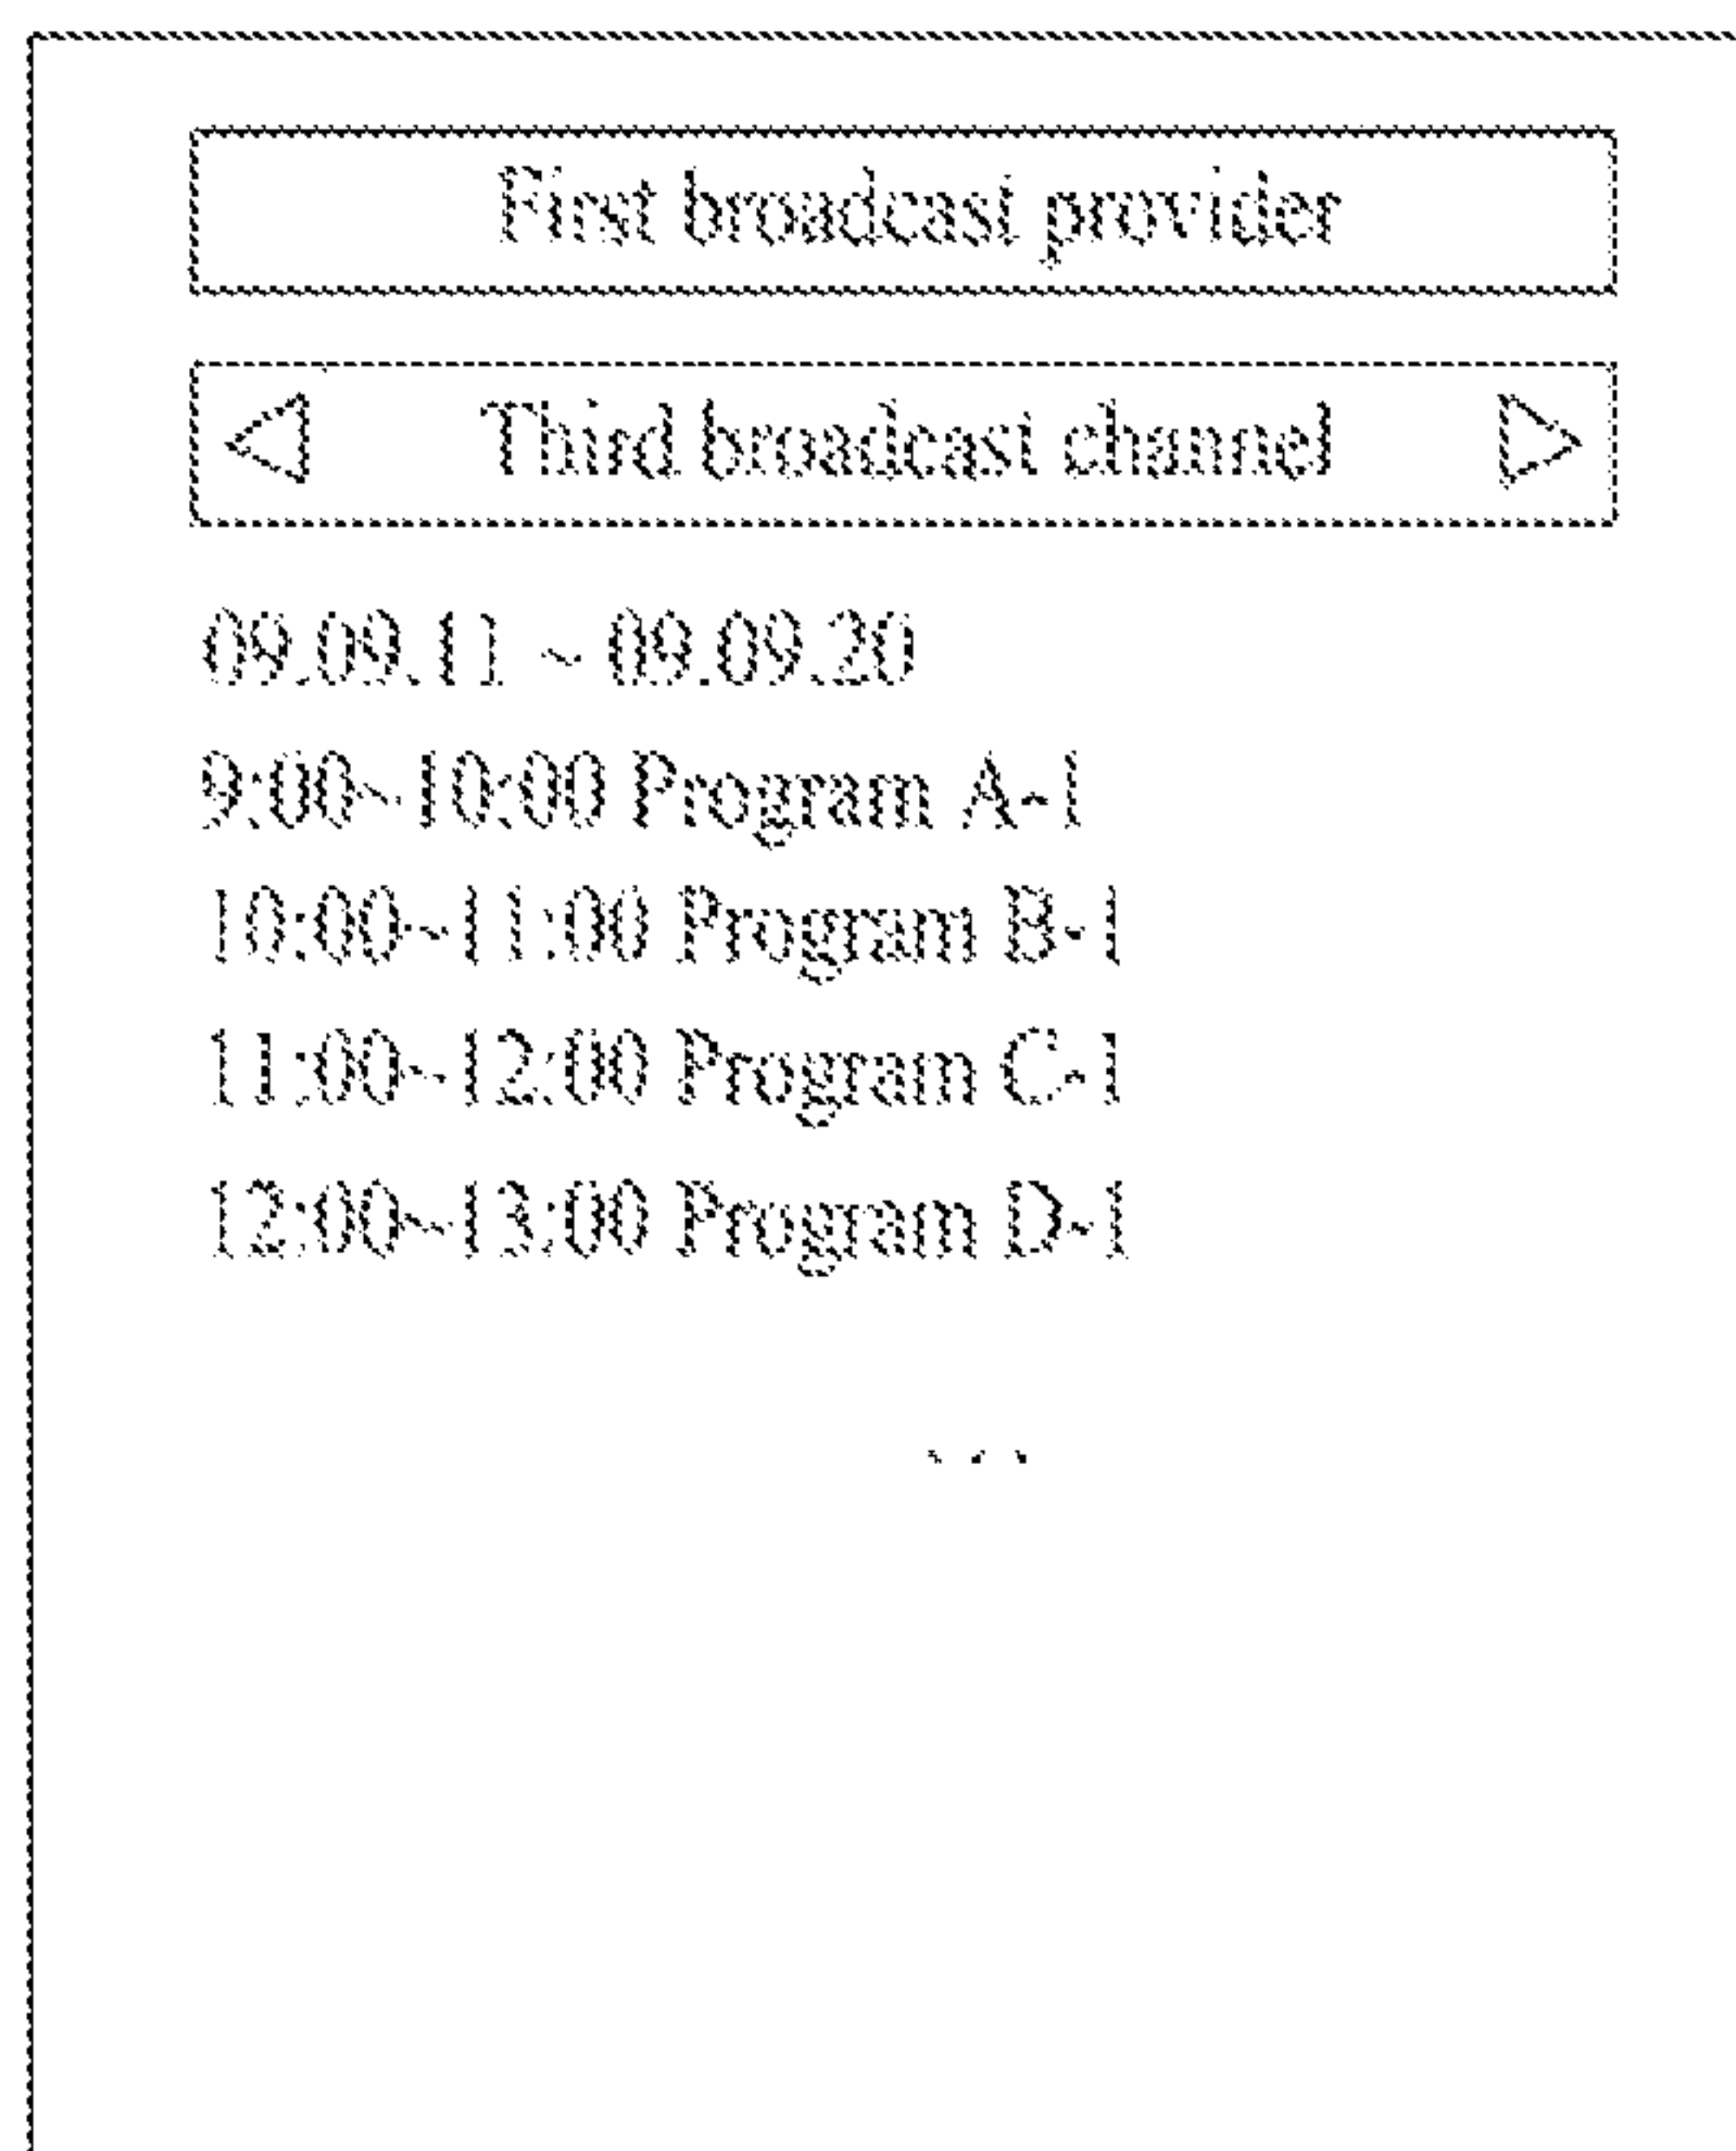 First broadcast provider
◁ Third broadcast channel ▷
09.09.11 ~ 09.09.20
9:00~10:00 Program A-1
10:00~11:00 Program B-1
11:00~12:00 Program C-1
12:00~13:00 Program D-1
...